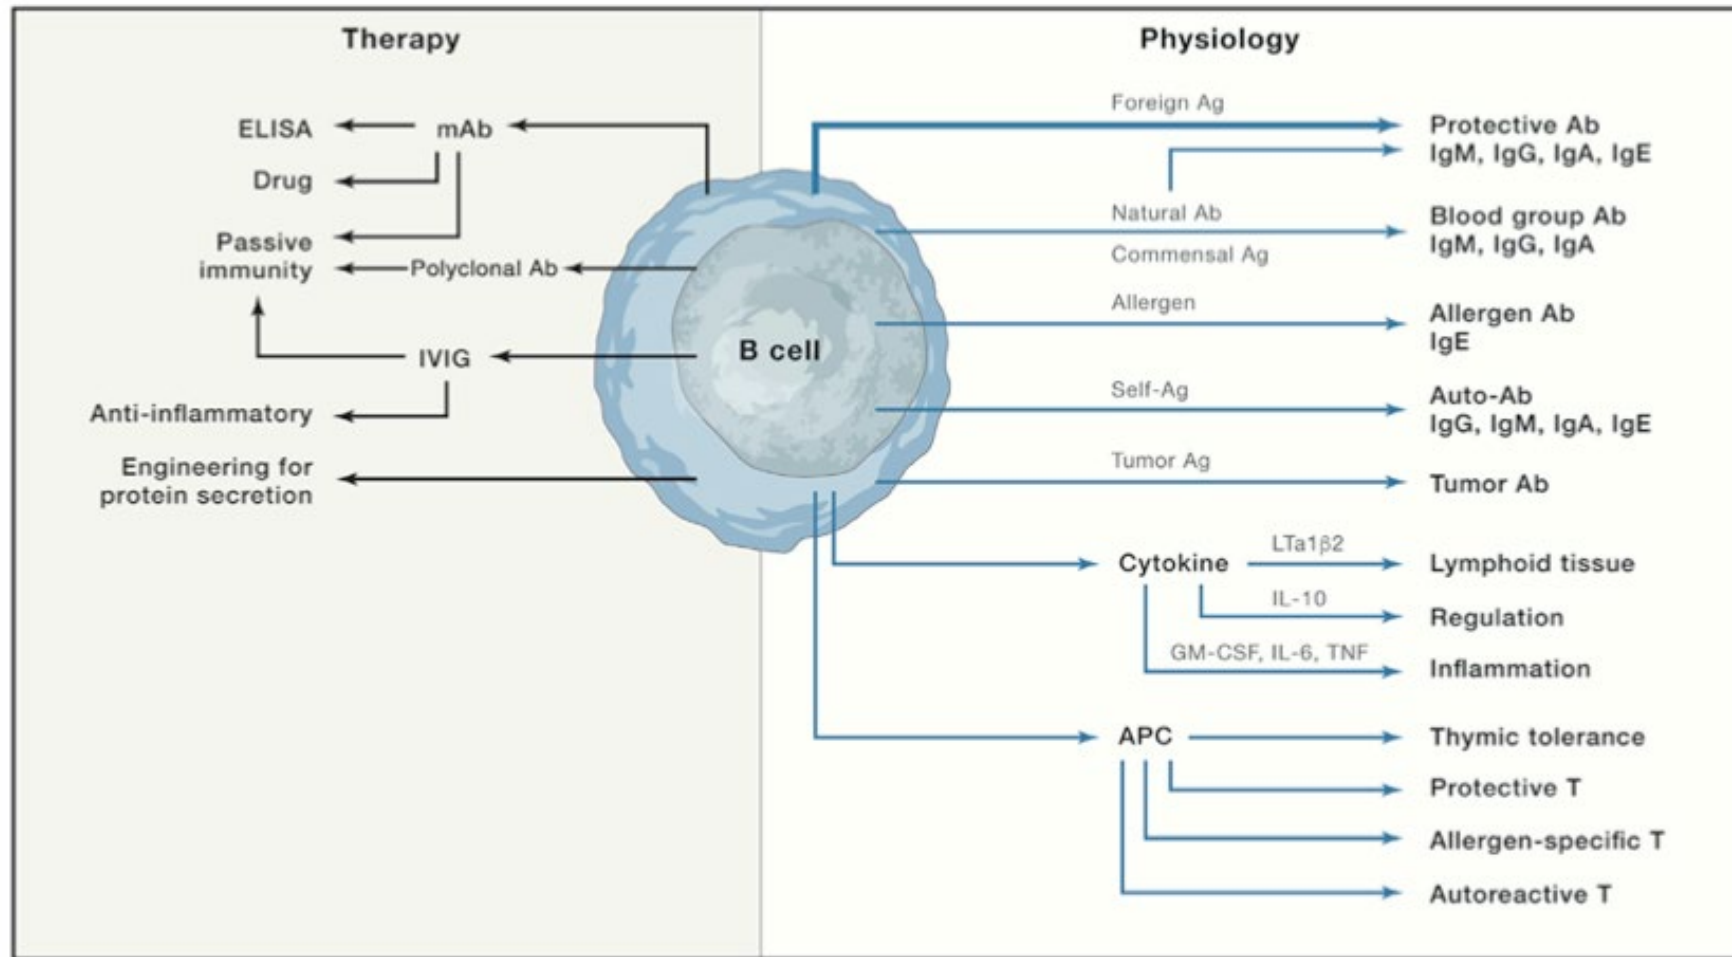 Therapy
ELISA
mAb
Drug
Passive
immunity
Polyclonal Ab
IVIG
Anti-inflammatory
Engineering for
protein secretion
B cell
Physiology
Foreign Ag
Protective Ab
IgM, IgG, IgA, IgE
Natural Ab
Commensal Ag
Blood group Ab
IgM, IgG, IgA
Allergen
Allergen Ab
IgE
Self-Ag
Auto-Ab
IgG, IgM, IgA, IgE
Tumor Ag
Tumor Ab
Cytokine
LTa1β2
Lymphoid tissue
IL-10
Regulation
GM-CSF, IL-6, TNF
Inflammation
APC
Thymic tolerance
Protective T
Allergen-specific T
Autoreactive T